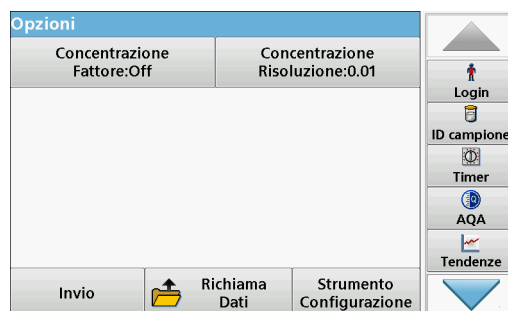 Opzioni
Concentrazione
Fattore:Off
Concentrazione
Risoluzione:0.01
Login
ID campione
Timer
AQA
Tendenze
Invio
Richiama
Dati
Strumento
Configurazione